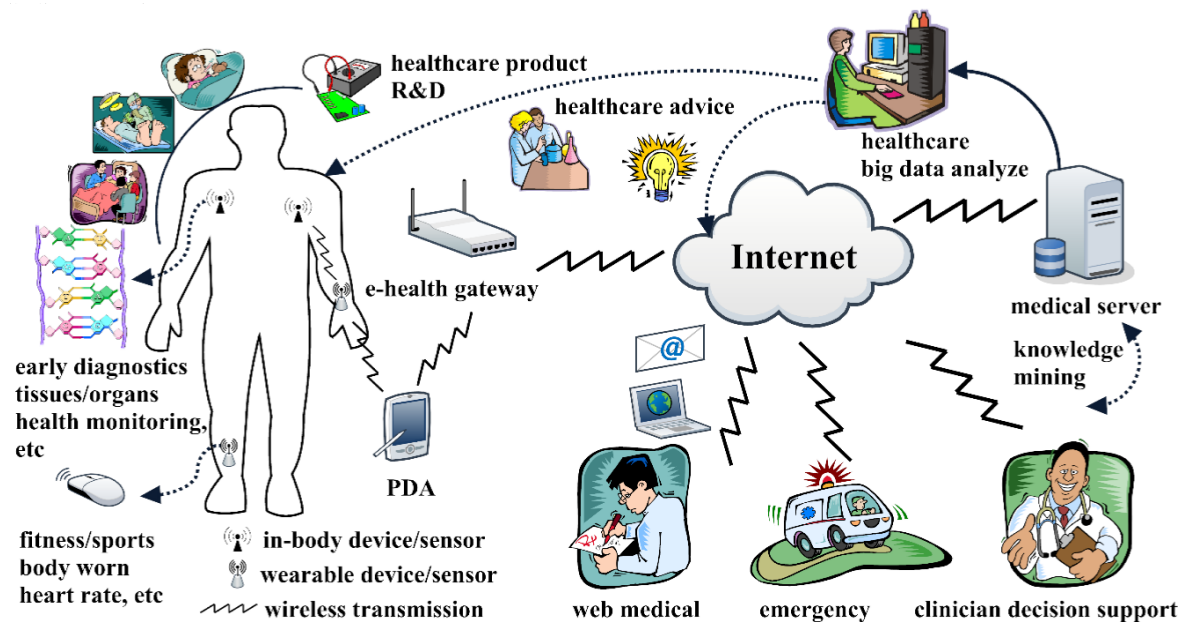 healthcare product
R&D
healthcare advice
healthcare
big data analyze
Internet
e-health gateway
medical server
knowledge
mining
early diagnostics
tissues/organs
health monitoring,
etc
@
PDA
fitness/sports
body worn
heart rate, etc
in-body device/sensor
wearable device/sensor
wireless transmission
web medical
emergency
clinician decision support